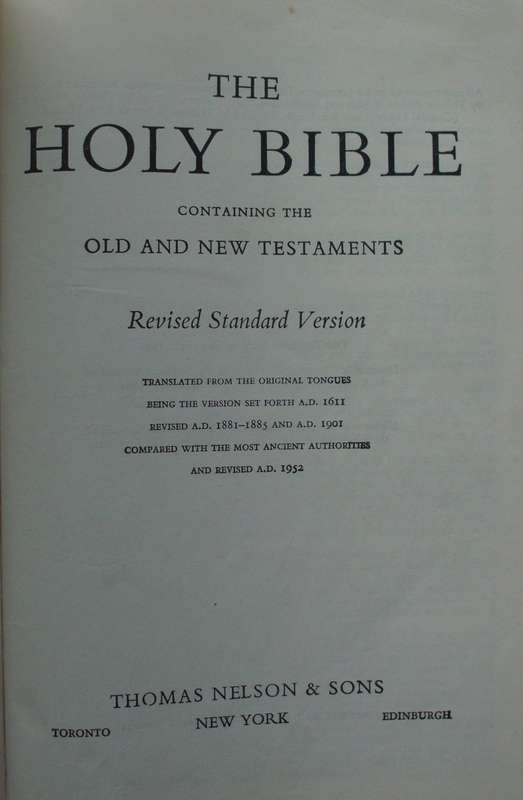 THE
HOLY BIBLE
CONTAINING THE
OLD AND NEW TESTAMENTS
Revised Standard Version
TRANSLATED FROM THE ORIGINAL TONGUES
BEING THE VERSION SET FORTH A.D. 1611
REVISED A.D. 1881–1885 AND A.D. 1901
COMPARED WITH THE MOST ANCIENT AUTHORITIES
AND REVISED A.D. 1952
THOMAS NELSON & SONS
TORONTO NEW YORK EDINBURGH